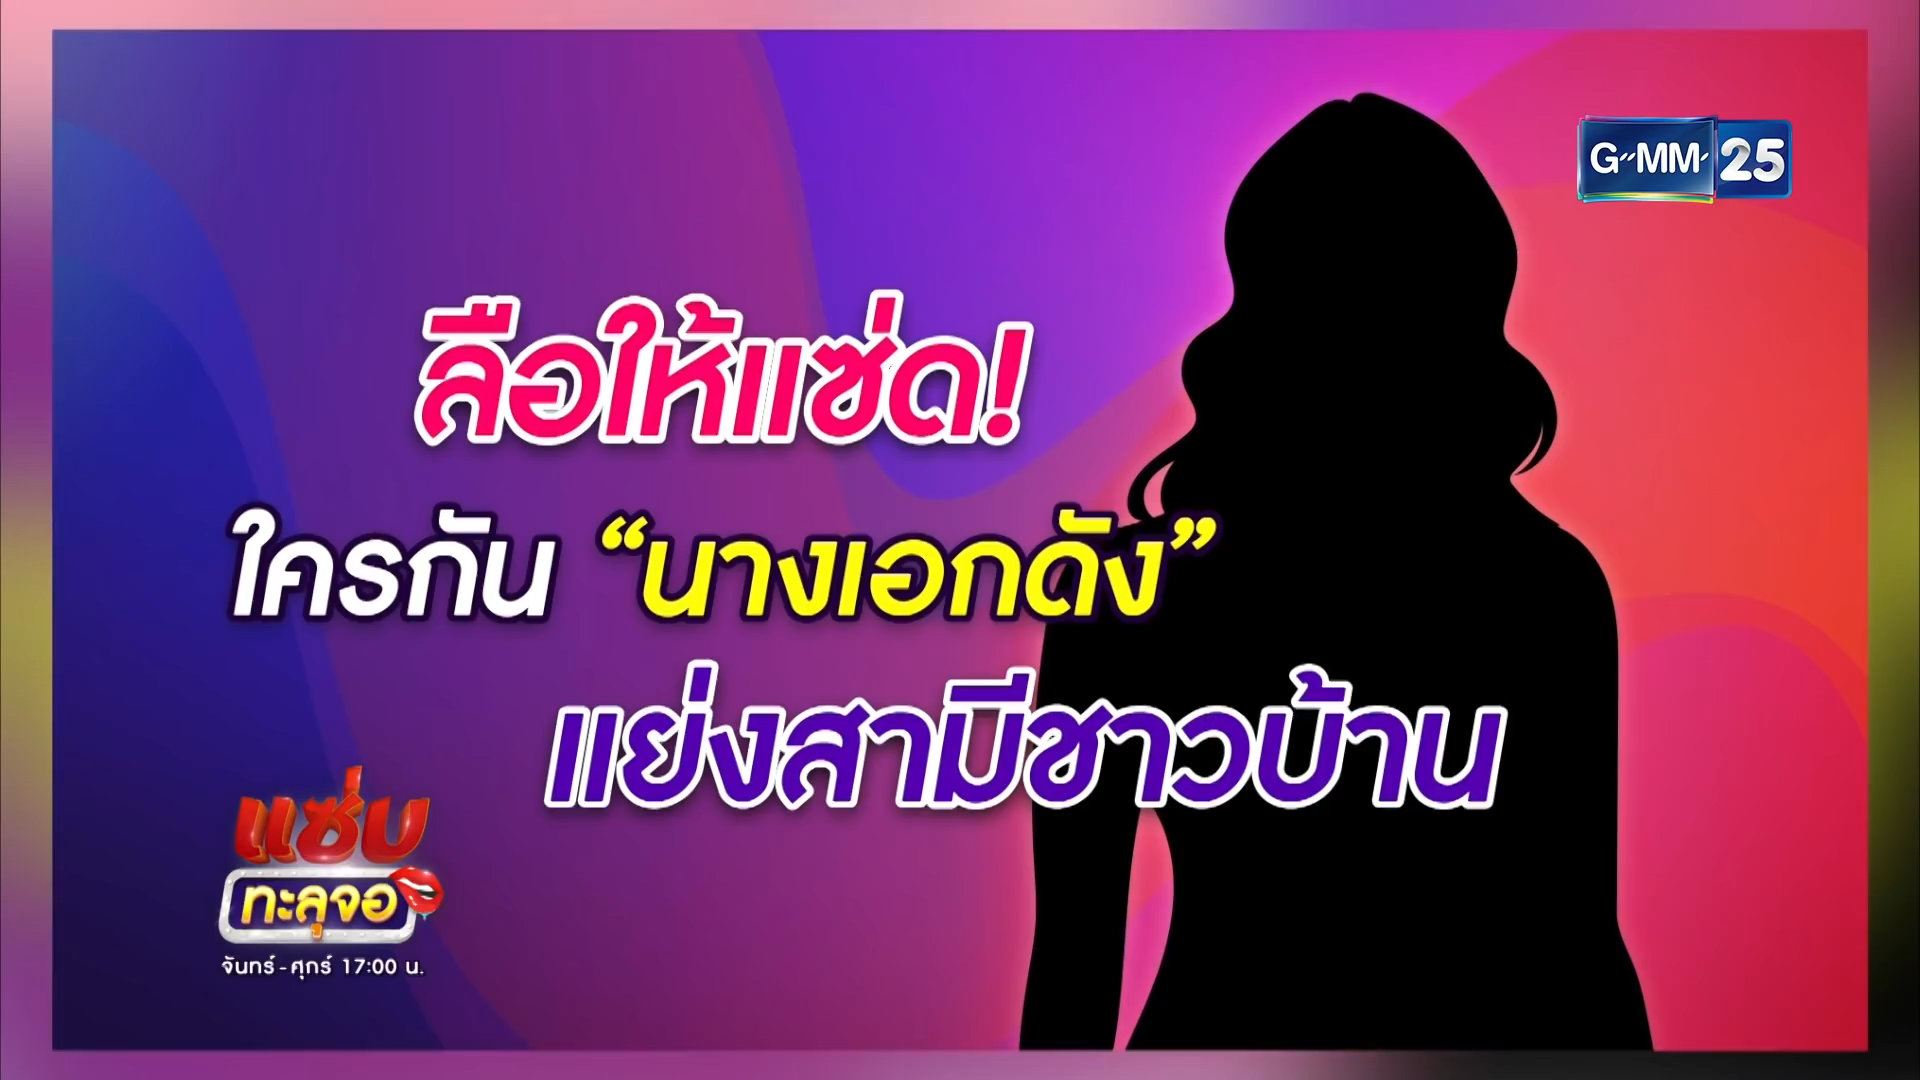 G-MM 25
ลือให้แซ่ด!
ใครกัน “นางเอกดัง”
แย่งสามีชาวบ้าน
แซ่บ
ทะลุจอ
จันทร์ - ศุกร์ 17:00 น.